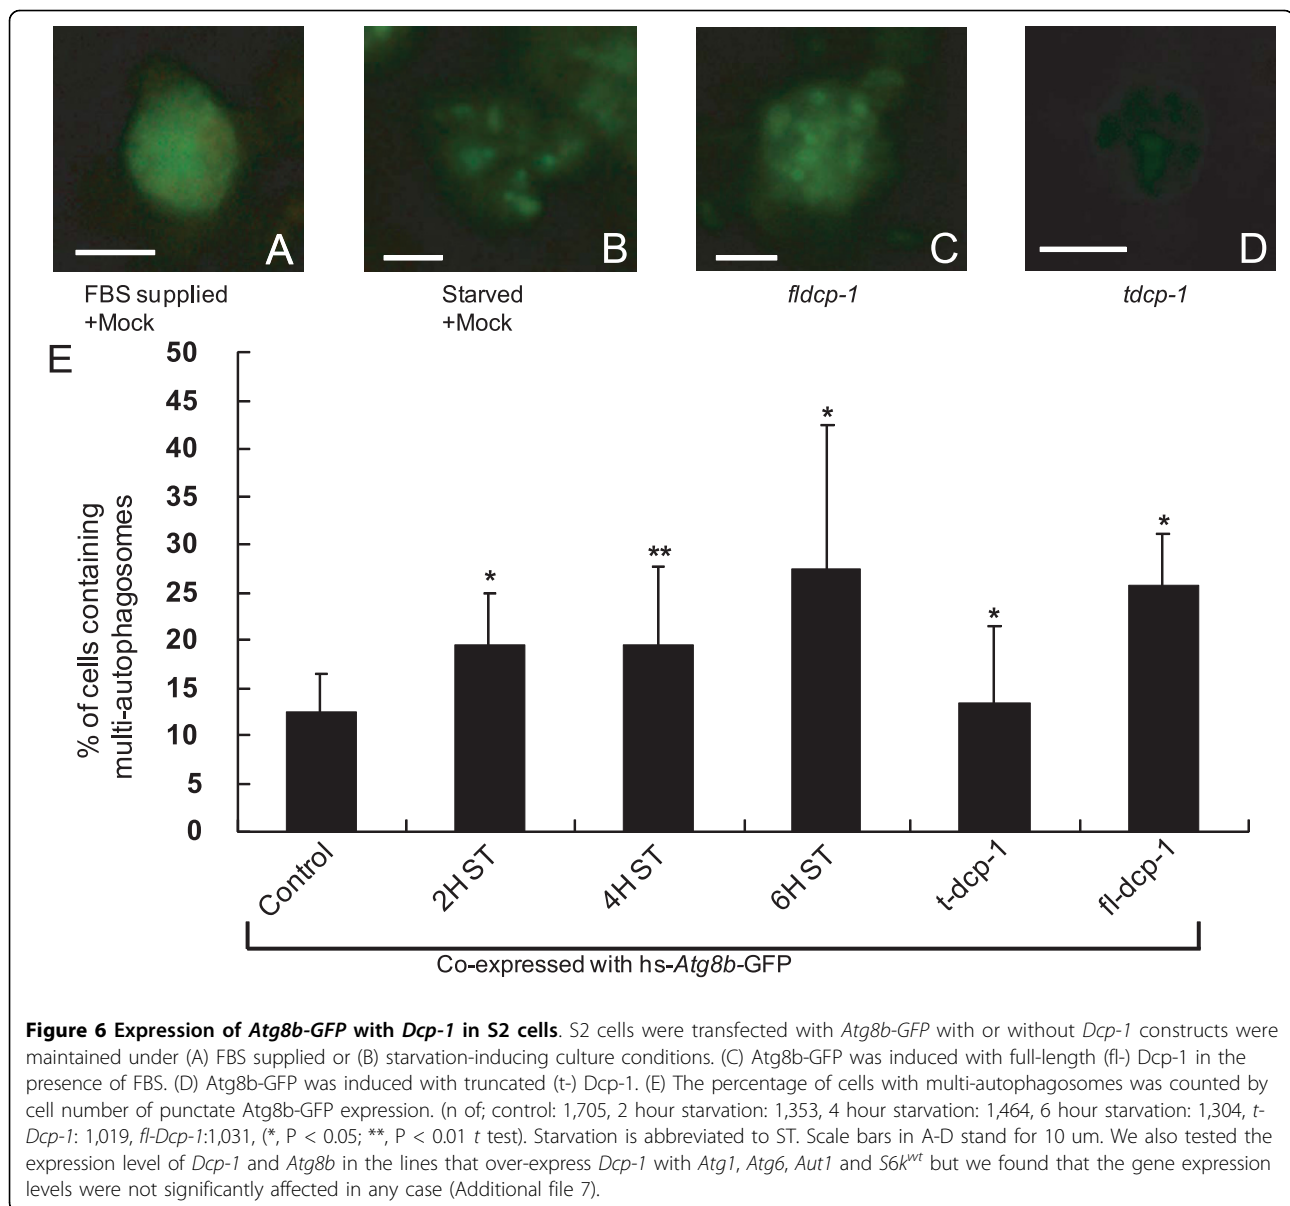 A
B
C
D
FBS supplied
+Mock
Starved
+Mock
fldcp-1
tdcp-1
E
50
45
40
35
30
25
20
15
10
5
0
% of cells containing
multi-autophagosomes
*
**
*
*
*
Control
2H ST
4H ST
6H ST
t-dcp-1
fl-dcp-1
Co-expressed with hs-Atg8b-GFP
Figure 6 Expression of Atg8b-GFP with Dcp-1 in S2 cells. S2 cells were transfected with Atg8b-GFP with or without Dcp-1 constructs were
maintained under (A) FBS supplied or (B) starvation-inducing culture conditions. (C) Atg8b-GFP was induced with full-length (fl-) Dcp-1 in the
presence of FBS. (D) Atg8b-GFP was induced with truncated (t-) Dcp-1. (E) The percentage of cells with multi-autophagosomes was counted by
cell number of punctate Atg8b-GFP expression. (n of; control: 1,705, 2 hour starvation: 1,353, 4 hour starvation: 1,464, 6 hour starvation: 1,304, t-
Dcp-1: 1,019, fl-Dcp-1:1,031, (*, P < 0.05; **, P < 0.01 t test). Starvation is abbreviated to ST. Scale bars in A-D stand for 10 um. We also tested the
expression level of Dcp-1 and Atg8b in the lines that over-express Dcp-1 with Atg1, Atg6, Aut1 and S6kwt but we found that the gene expression
levels were not significantly affected in any case (Additional file 7).